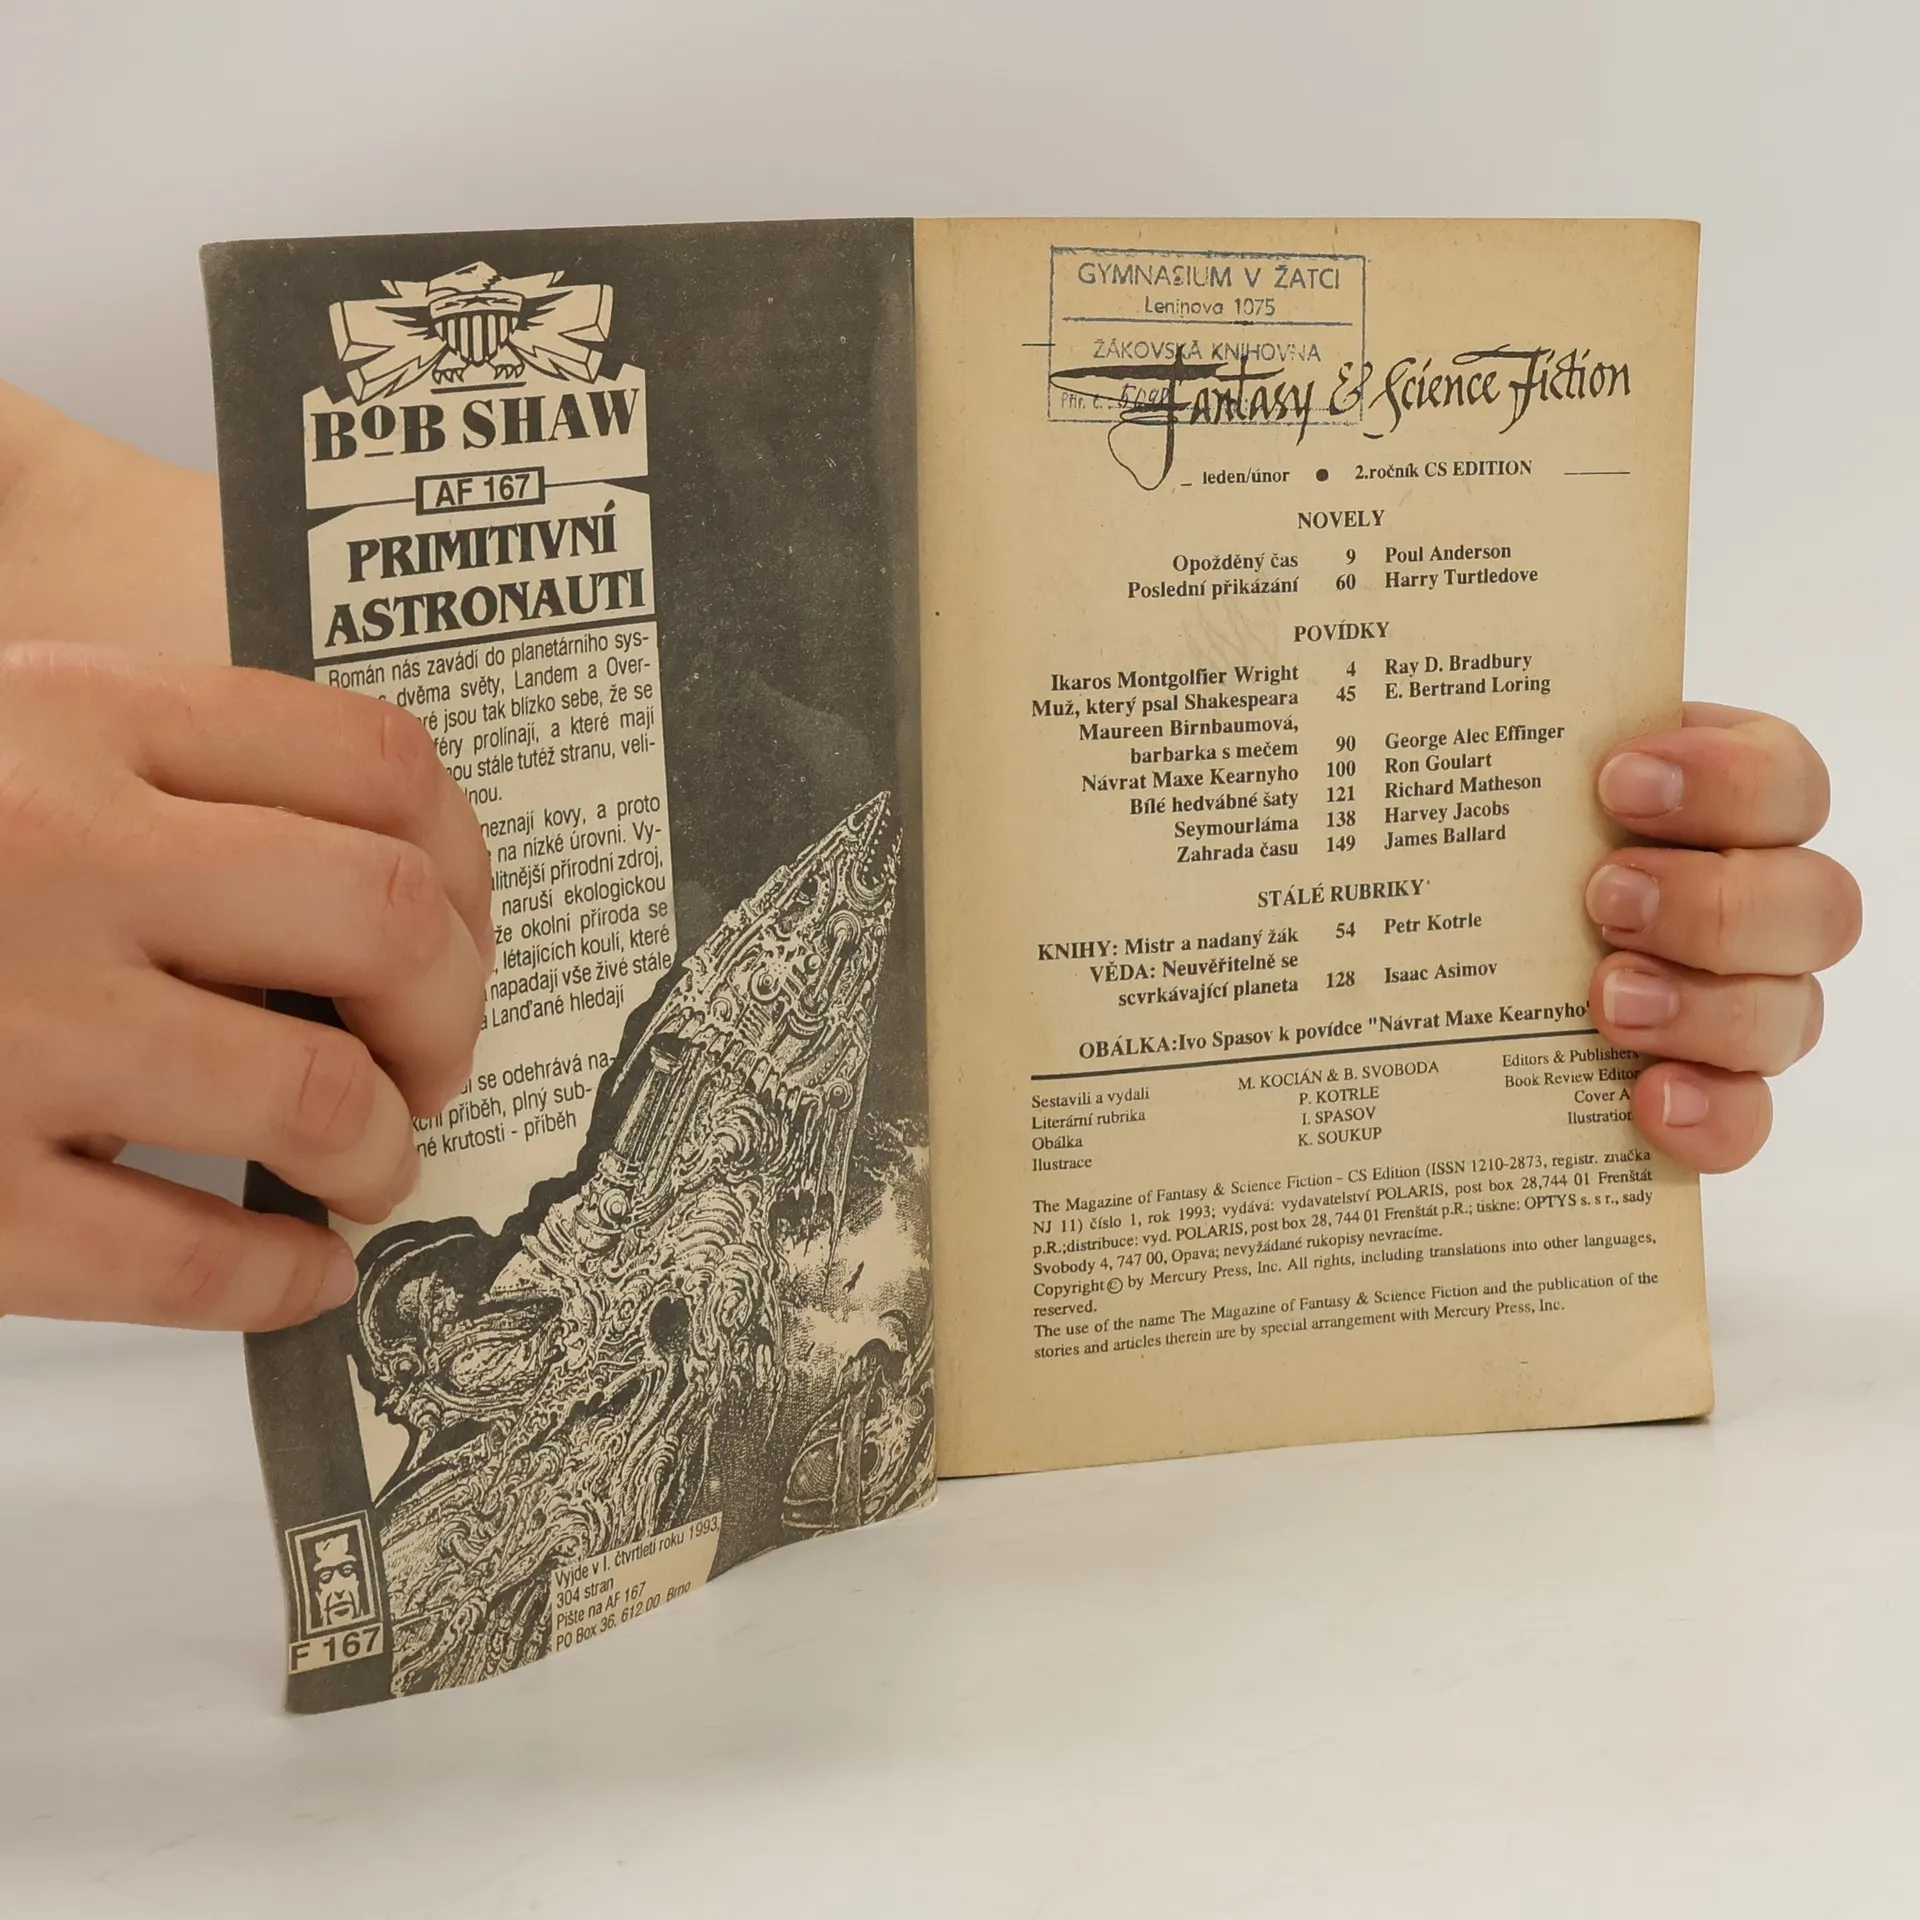 BOB SHAW
AF 167
PRIMITIVNÍ
ASTRONAUTI
Román nás zavádí do planetárního sys-
dvěma světy, Landem a Over-
jsou tak blízko sebe, že se
prolínají, a které mají
stále tutéž stranu, veli-
neznají kovy, a proto
na nízké úrovni. Vy-
přírodní zdroj,
naruší ekologickou
že okolní příroda se
létajících koulí, které
napadají vše živé stále
Landʼané hledají
se odehrává na-
příběh, plný sub-
krutosti - příběh
Vyjde v I. čtvrtletí roku 1993,
304 stran
Pište na AF 167
PO Box 36, 612 00 Brno
F 167
GYMNASIUM V ŽATCI
Leninova 1075
ŽÁKOVSKÁ KNIHOVNA
Přír. č.
Fantasy & Science Fiction
leden/únor ● 2.ročník CS EDITION
NOVELY
Opožděný čas 9 Poul Anderson
Poslední přikázání 60 Harry Turtledove
POVÍDKY
Ikaros Montgolfier Wright 4 Ray D. Bradbury
Muž, který psal Shakespeara 45 E. Bertrand Loring
Maureen Birnbaumová,
barbarka s mečem 90 George Alec Effinger
Návrat Maxe Kearnyho 100 Ron Goulart
Bílé hedvábné šaty 121 Richard Matheson
Seymourláma 138 Harvey Jacobs
Zahrada času 149 James Ballard
STÁLÉ RUBRIKY
KNIHY: Mistr a nadaný žák 54 Petr Kotrle
VĚDA: Neuvěřitelně se
scvrkávající planeta 128 Isaac Asimov
OBÁLKA:Ivo Spasov k povídce "Návrat Maxe Kearnyho"
Sestavili a vydali M. KOCIÁN & B. SVOBODA Editors & Publishers
Literární rubrika P. KOTRLE Book Review Editor
Obálka I. SPASOV Cover
Ilustrace K. SOUKUP
The Magazine of Fantasy & Science Fiction - CS Edition (ISSN 1210-2873, registr. značka
NJ 11) číslo 1, rok 1993; vydává: vydavatelství POLARIS, post box 28,744 01 Frenštát
p.R.;distribuce: vyd. POLARIS, post box 28, 744 01 Frenštát p.R.; tiskne: OPTYS s. s r., sady
Svobody 4, 747 00, Opava; nevyžádané rukopisy nevracíme.
Copyright © by Mercury Press, Inc. All rights, including translations into other languages,
reserved.
The use of the name The Magazine of Fantasy & Science Fiction and the publication of the
stories and articles therein are by special arrangement with Mercury Press, Inc.